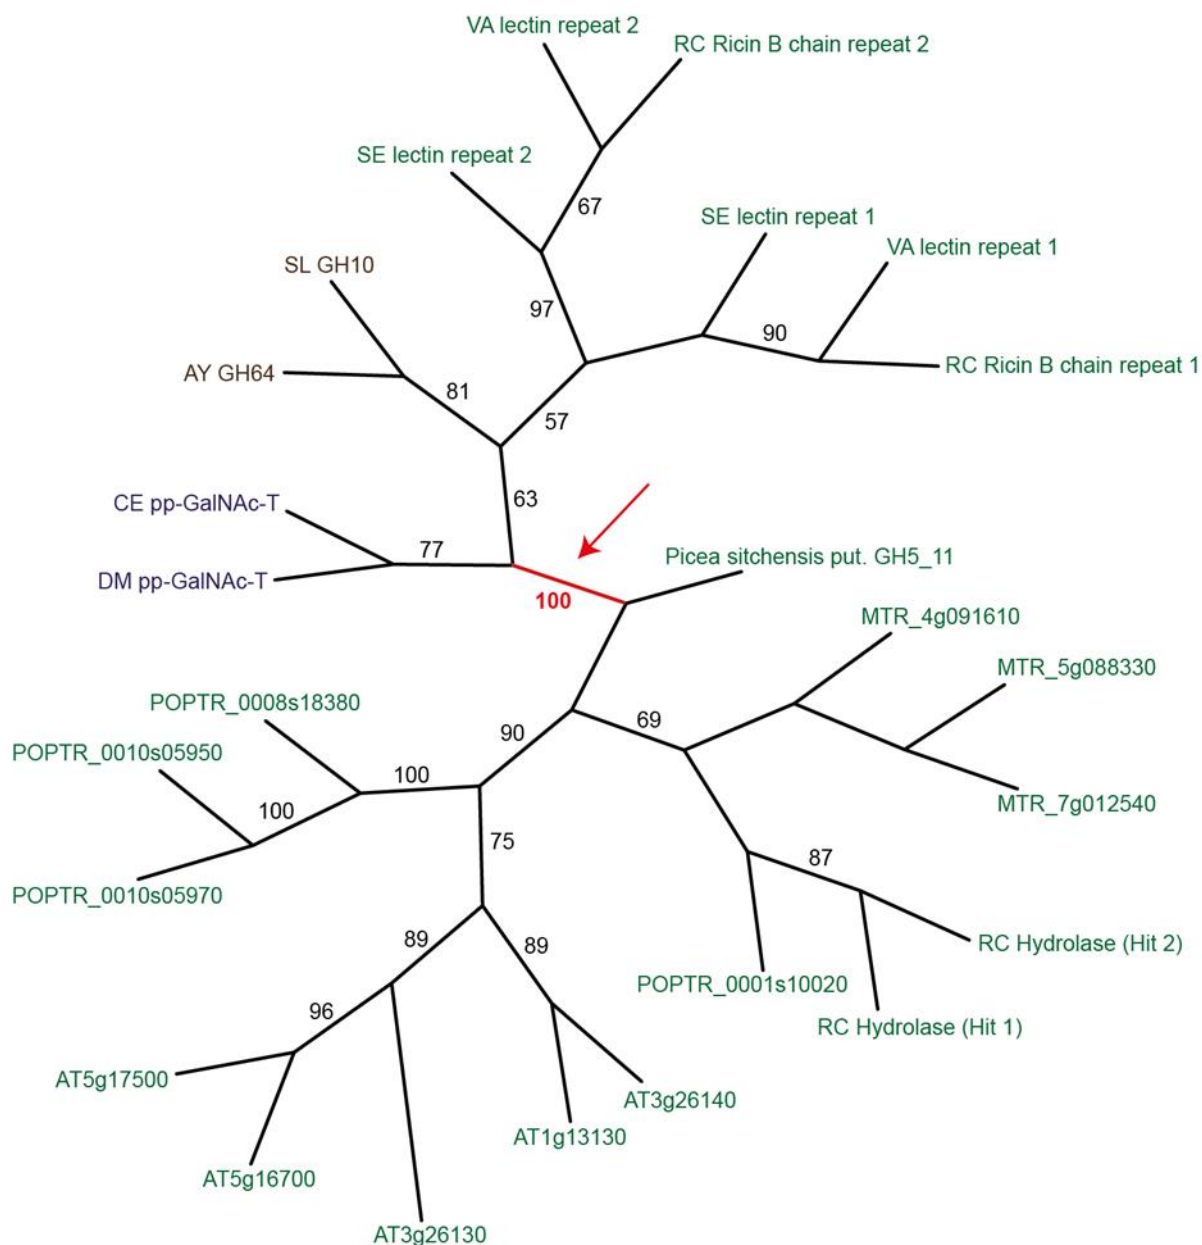 VA lectin repeat 2
RC Ricin B chain repeat 2
SE lectin repeat 2
67
SE lectin repeat 1
VA lectin repeat 1
SL GH10
97
90
RC Ricin B chain repeat 1
AY GH64
81
57
CE pp-GalNAc-T
63
77
Picea sitchensis put. GH5_11
DM pp-GalNAc-T
100
MTR_4g091610
MTR_5g088330
POPTR_0008s18380
69
90
POPTR_0010s05950
100
MTR_7g012540
100
75
87
POPTR_0010s05970
89
89
RC Hydrolase (Hit 2)
POPTR_0001s10020
96
RC Hydrolase (Hit 1)
AT5g17500
AT3g26140
AT1g13130
AT5g16700
AT3g26130